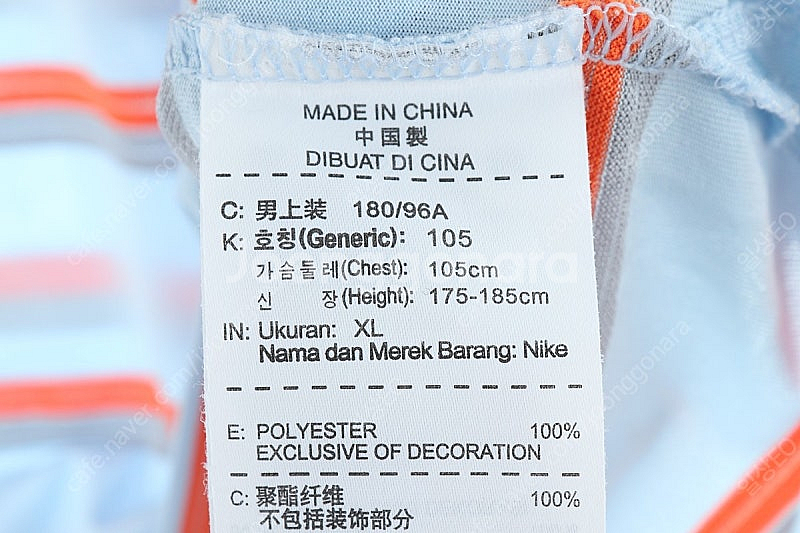 MADE IN CHINA
中国製
DIBUAT DI CINA
C: 男上装 180/96A
K: 호칭(Generic): 105
가슴둘레(Chest): 105cm
신 장(Height): 175-185cm
IN: Ukuran: XL
Nama dan Merek Barang: Nike
E: POLYESTER 100%
EXCLUSIVE OF DECORATION
C: 聚酯纤维 100%
不包括装饰部分